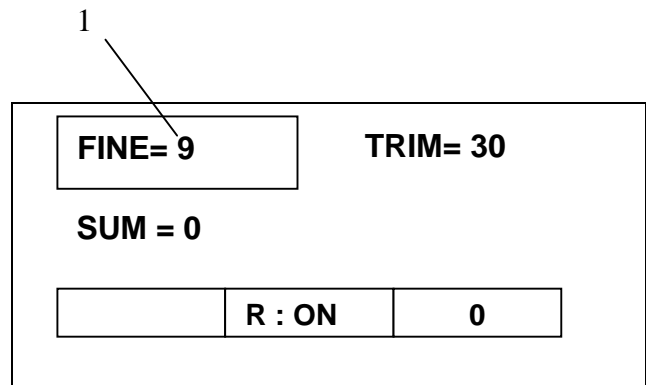 1
FINE= 9 TRIM= 30
SUM = 0
R : ON 0